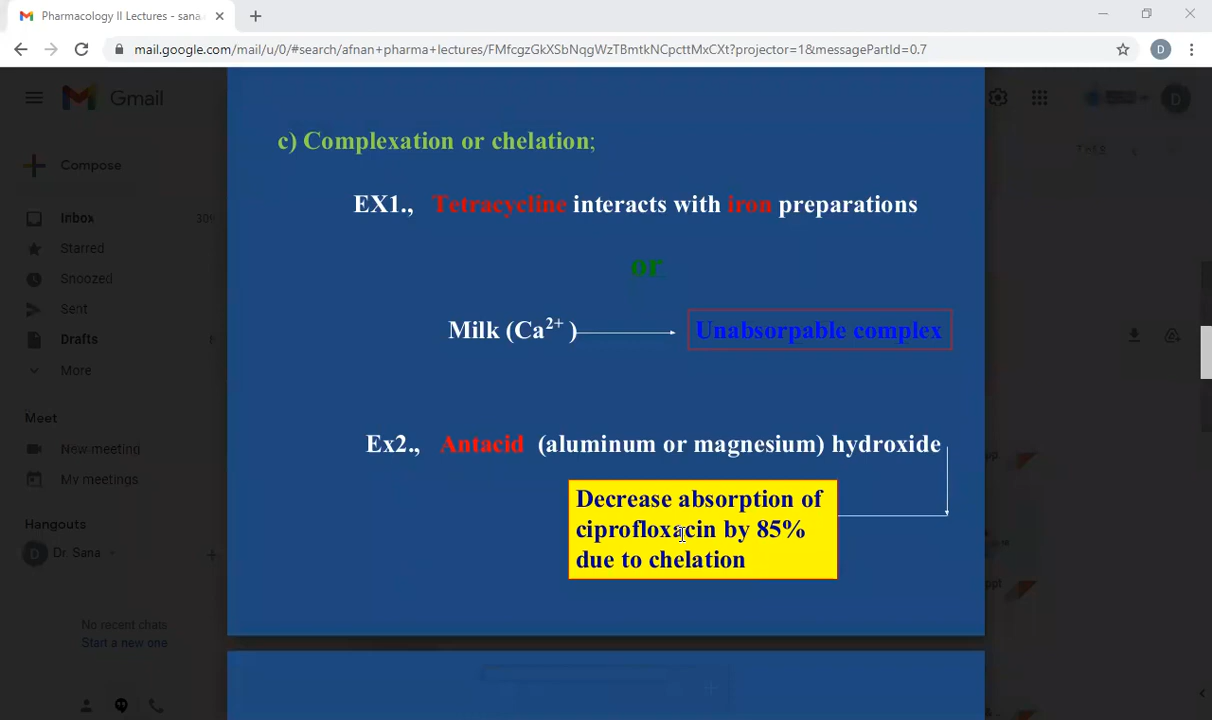 Pharmacology II Lectures - sana.
mail.google.com/mail/u/0/#search/afnan+pharma+lectures/FMfcgzGkXSbNqgWzTBmtkNCpcttMxCXt?projector=1&messagePartId=0.7
D
Gmail
D
Compose
Inbox
Starred
Snoozed
Sent
Drafts
More
Meet
New meeting
My meetings
Hangouts
D Dr. Sana
No recent chats
Start a new one
c) Complexation or chelation;
EX1., Tetracycline interacts with iron preparations
or
Milk (Ca2+ ) Unabsorpable complex
Ex2., Antacid (aluminum or magnesium) hydroxide
Decrease absorption of
ciprofloxacin by 85%
due to chelation